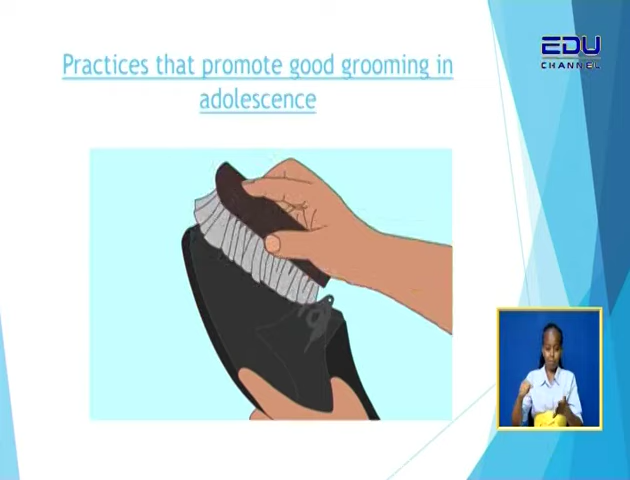 Practices that promote good grooming in
adolescence
EDU
CHANNEL